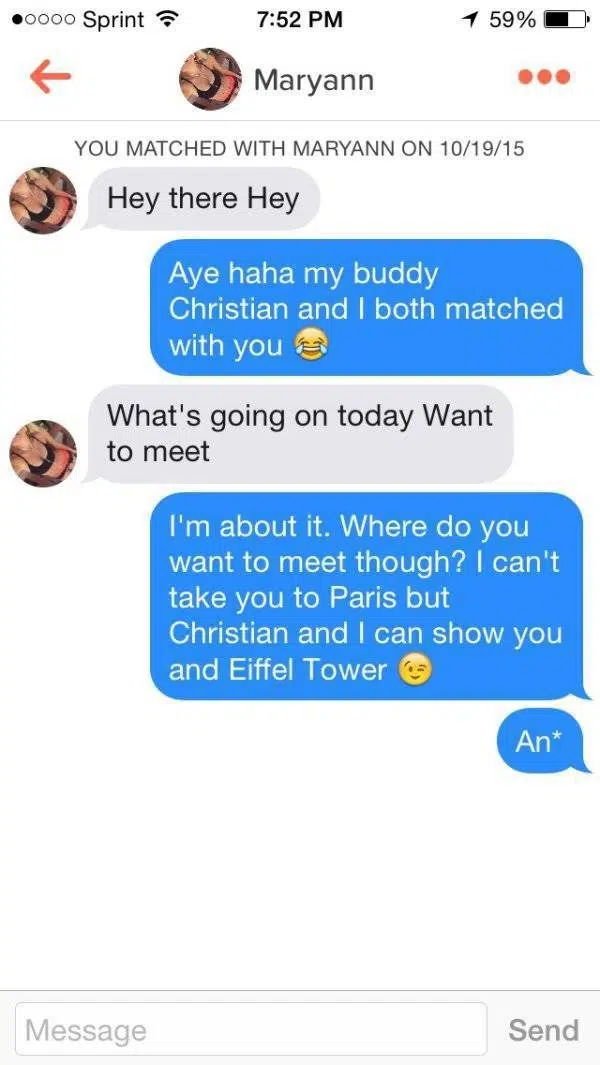 Sprint 7:52 PM 59%
Maryann
YOU MATCHED WITH MARYANN ON 10/19/15
Hey there Hey
Aye haha my buddy
Christian and I both matched
with you 😂
What's going on today Want
to meet
I'm about it. Where do you
want to meet though? I can't
take you to Paris but
Christian and I can show you
and Eiffel Tower 😉
An*
Message Send